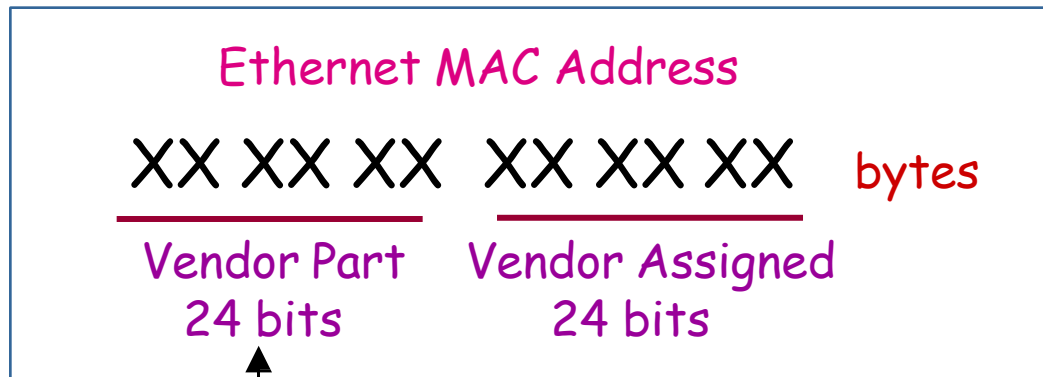 Ethernet MAC Address
XX XX XX XX XX XX bytes
Vendor Part Vendor Assigned
24 bits 24 bits